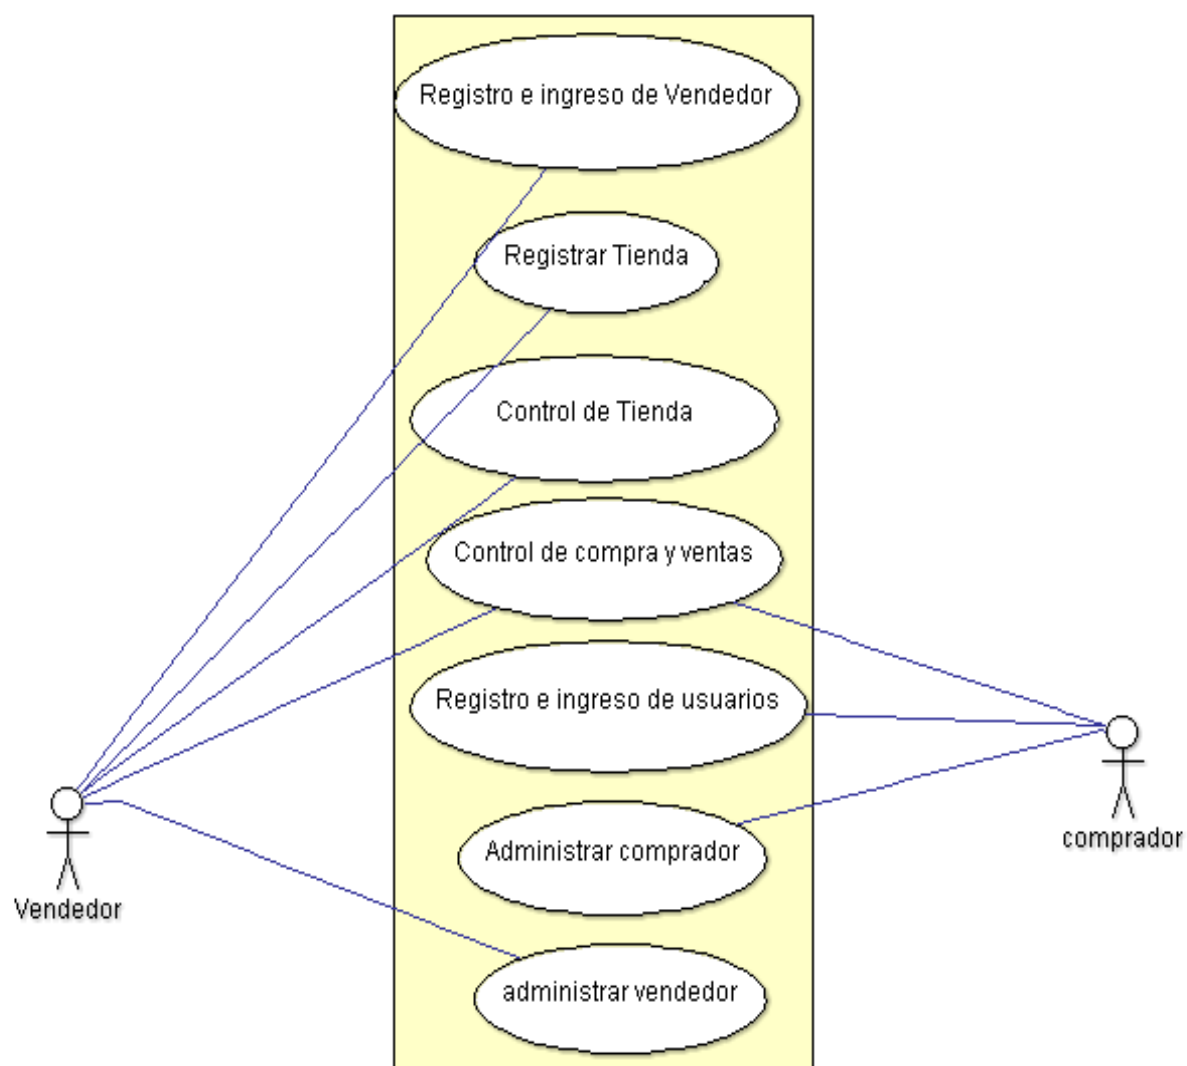 Registro e ingreso de Vendedor
Registrar Tienda
Control de Tienda
Control de compra y ventas
Registro e ingreso de usuarios
Administrar comprador
administrar vendedor
Vendedor
comprador